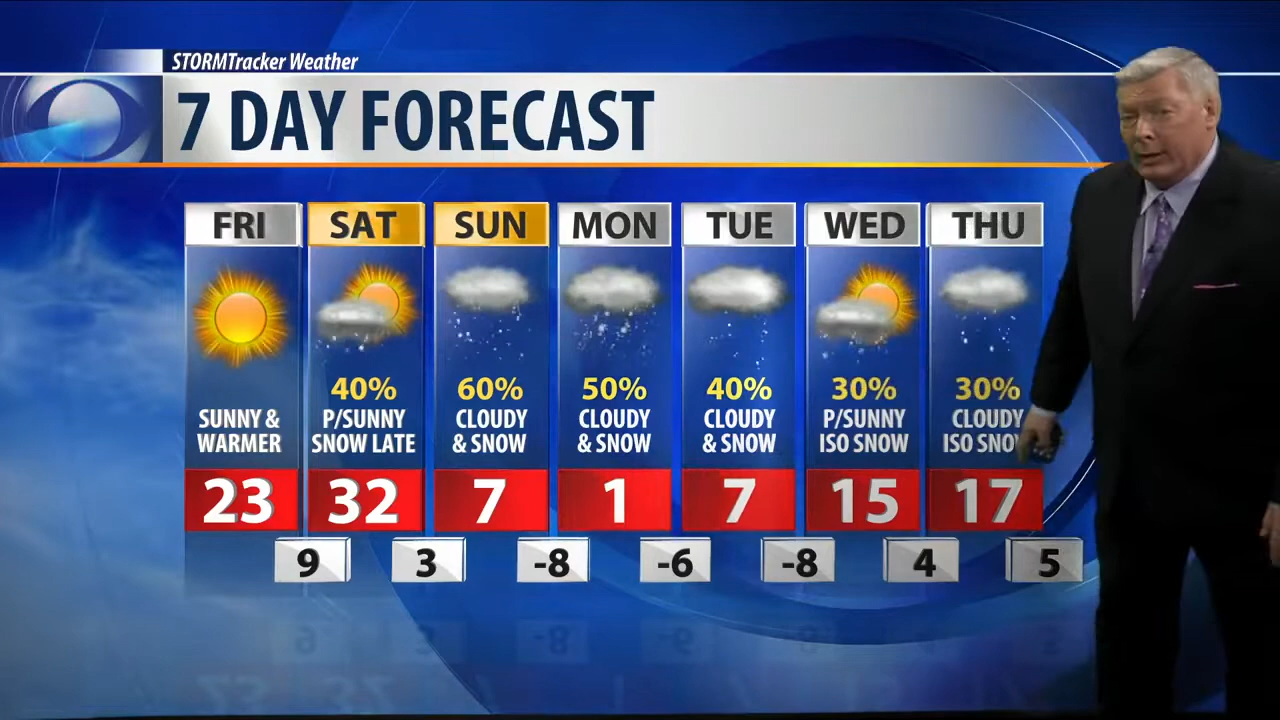 STORMTracker Weather
7 DAY FORECAST
FRI SAT SUN MON TUE WED THU
40% 60% 50% 40% 30% 30%
SUNNY & P/SUNNY CLOUDY CLOUDY CLOUDY P/SUNNY CLOUDY
WARMER SNOW LATE & SNOW & SNOW & SNOW ISO SNOW ISO SNOW
23 32 7 1 7 15 17
9 3 -8 -6 -8 4 5